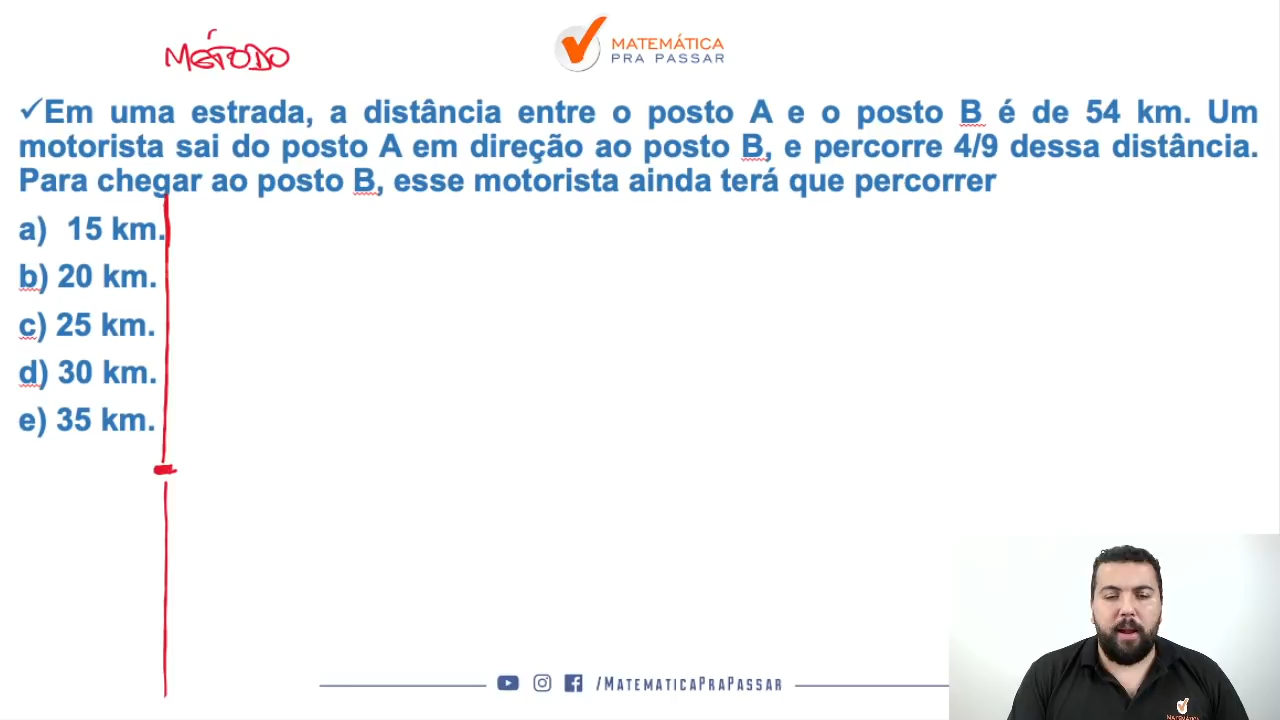 MÉTODO
MATEMÁTICA
PRA PASSAR
✓Em uma estrada, a distância entre o posto A e o posto B é de 54 km. Um
motorista sai do posto A em direção ao posto B, e percorre 4/9 dessa distância.
Para chegar ao posto B, esse motorista ainda terá que percorrer
a) 15 km.
b) 20 km.
c) 25 km.
d) 30 km.
e) 35 km.
/MATEMATICAPRAPASSAR
MATEMÁTICA